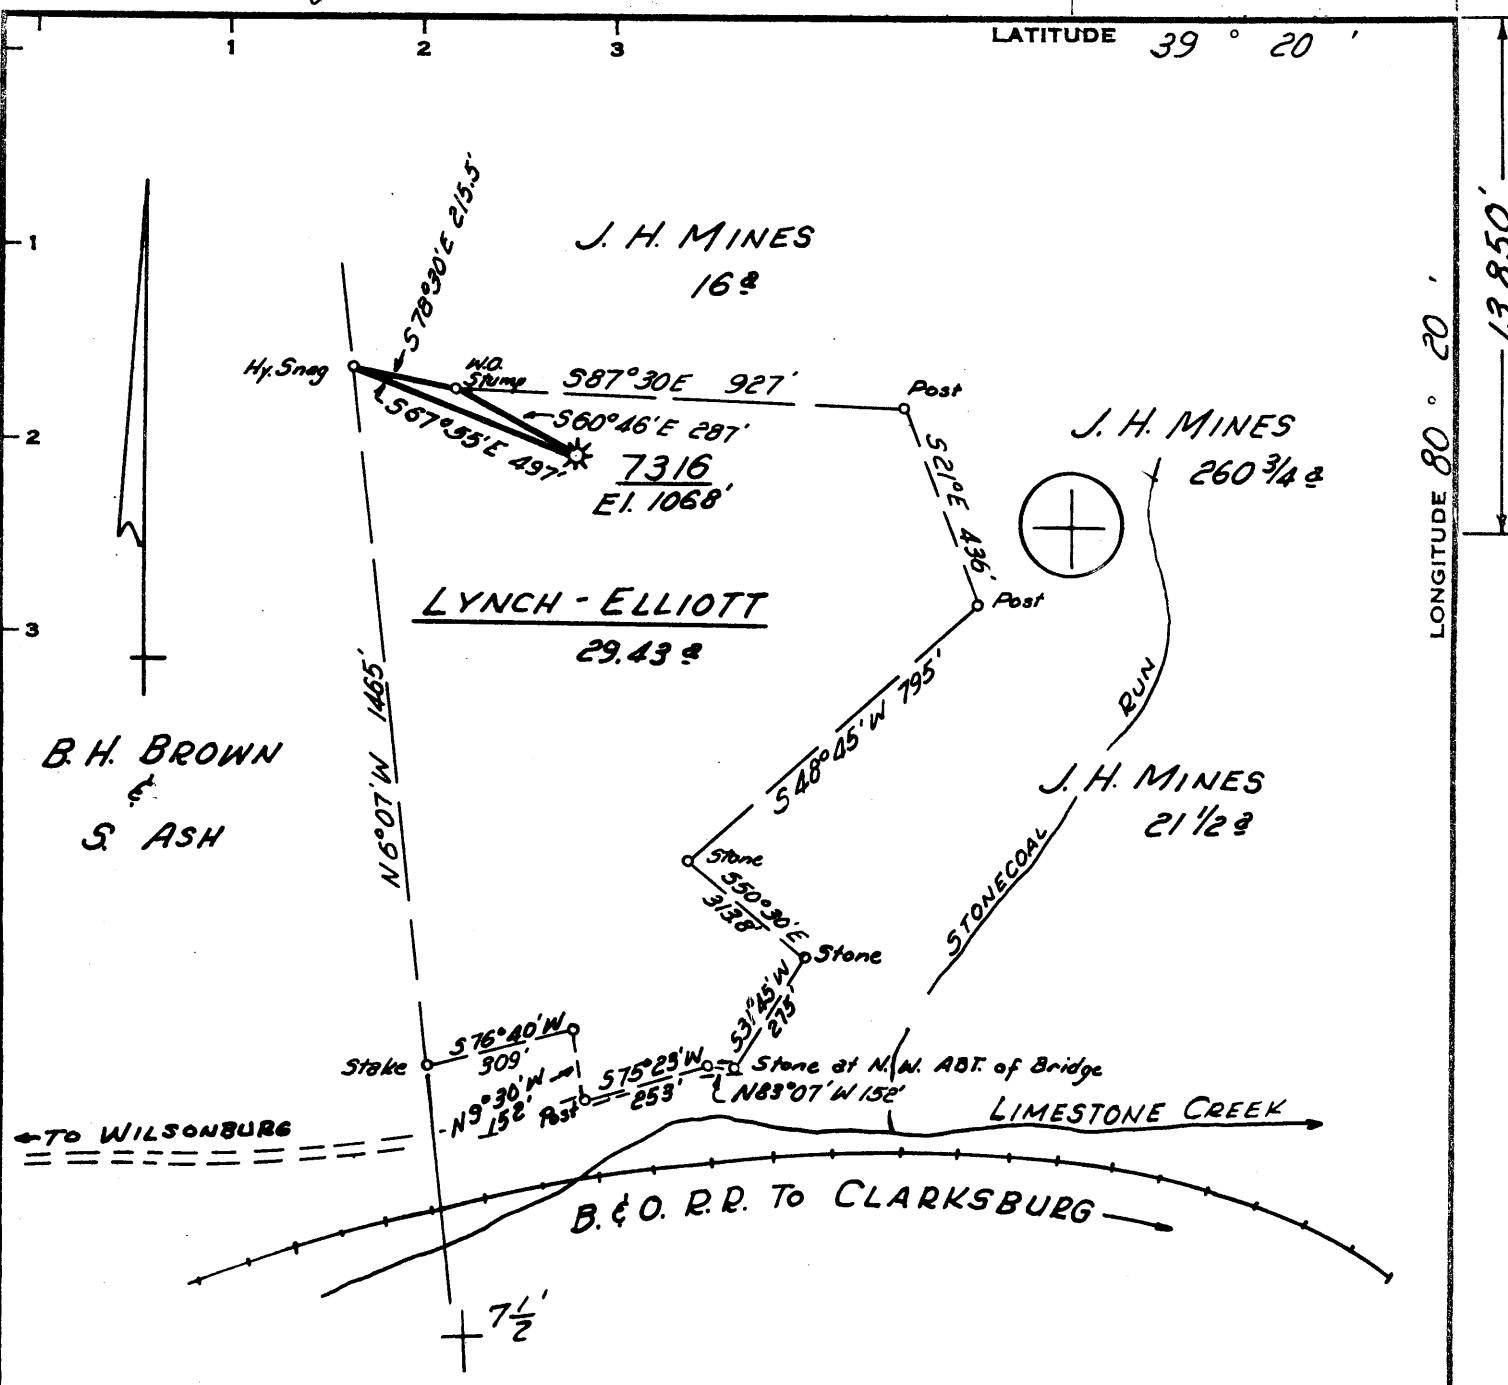 1 2 3
LATITUDE 39° 20'
13,850'
S78°30'E 215.5'
1
J. H. MINES
16 a
LONGITUDE 80° 20'
Hy. Snag
W.O.
Stump
S87°30E 927'
Post
S60°46'E 287'
S67°55'E 497'
2
7316
El. 1068'
S21°E 436'
J. H. MINES
260 3/4 a
Post
LYNCH - ELLIOTT
29.43 a
3
N6°07'W 1465'
S48°45'W 795'
RUN
B. H. BROWN
&
S. ASH
J. H. MINES
21 1/2 a
Stone
S50°30'E
313.8'
STONECOAL
Stone
S31°45'W
275'
S76°40'W
309'
Stake
S75°23'W
253'
Stone at N.W. ABT. of Bridge
N9°30'W
152'
Post
N83°07'W 152'
LIMESTONE CREEK
TO WILSONBURG
B. & O. R.R. TO CLARKSBURG
7 1/2'